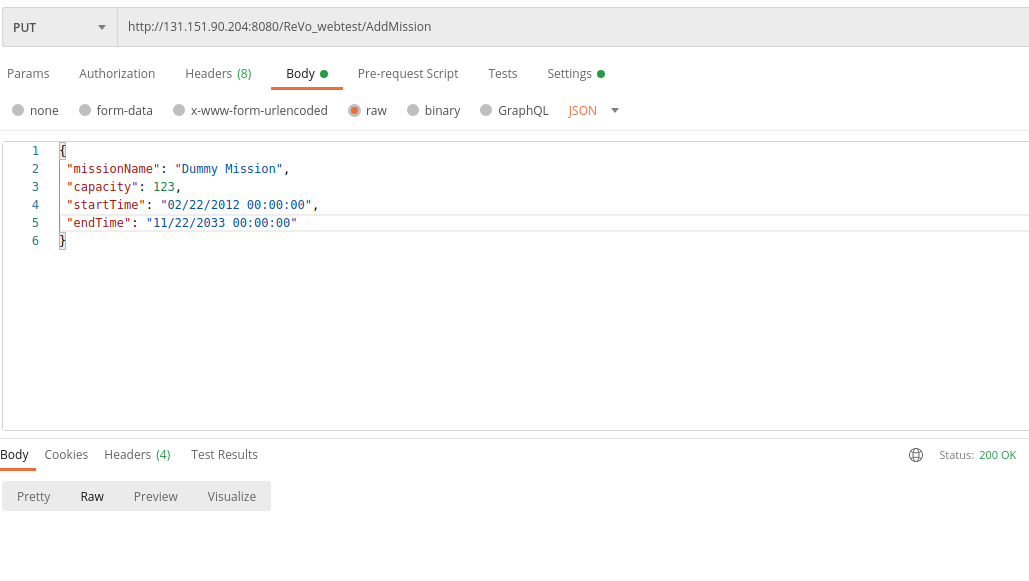 PUT http://131.151.90.204:8080/ReVo_webtest/AddMission
Params Authorization Headers (8) Body Pre-request Script Tests Settings
none form-data x-www-form-urlencoded raw binary GraphQL JSON
1 {
2 "missionName": "Dummy Mission",
3 "capacity": 123,
4 "startTime": "02/22/2012 00:00:00",
5 "endTime": "11/22/2033 00:00:00"
6 }
Body Cookies Headers (4) Test Results Status: 200 OK
Pretty Raw Preview Visualize